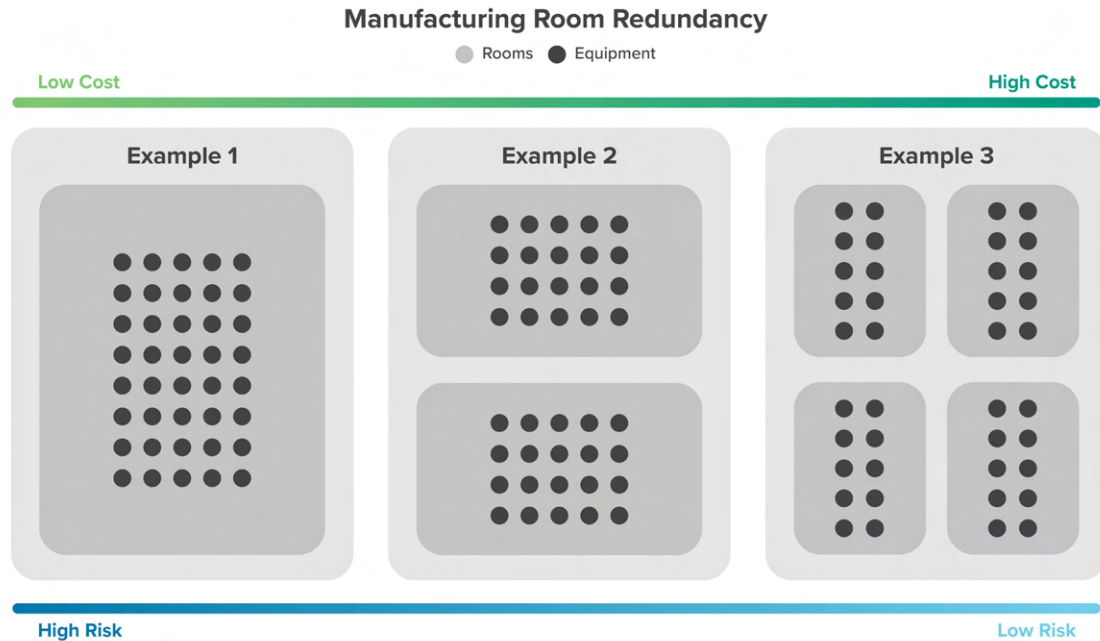 Manufacturing Room Redundancy
Rooms Equipment
Low Cost High Cost
Example 1 Example 2 Example 3
High Risk Low Risk